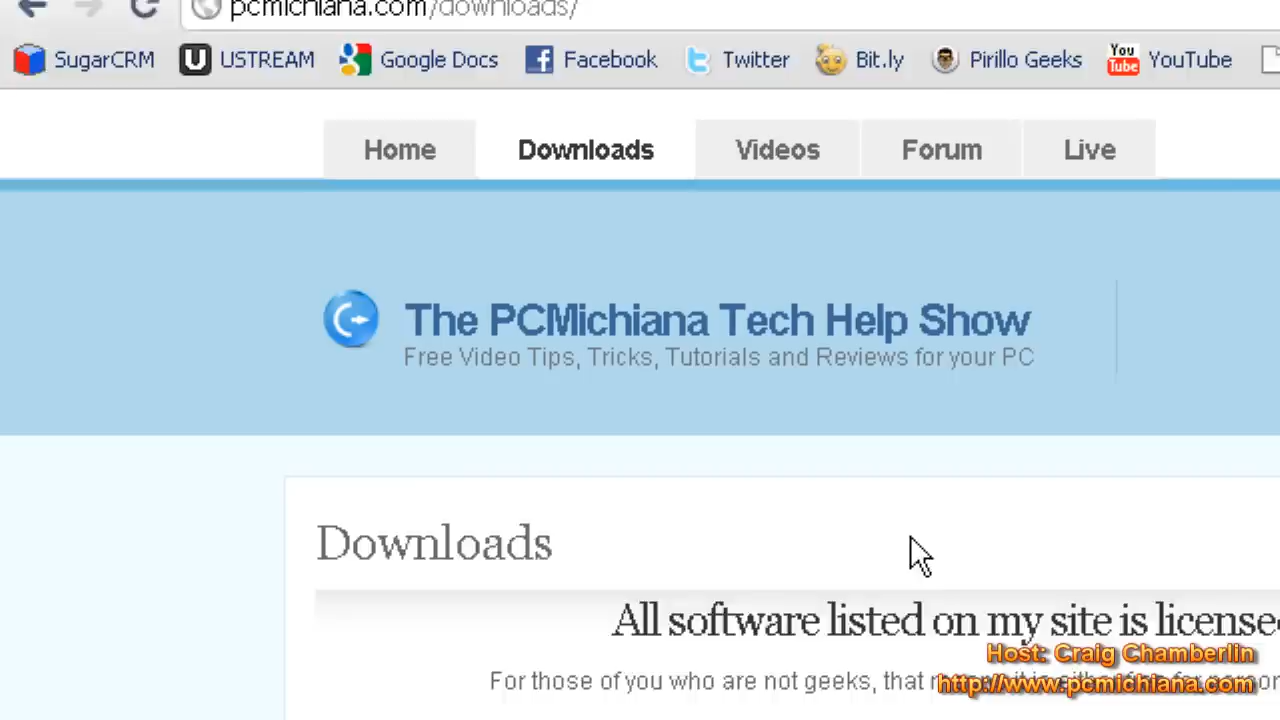 pcmichiana.com/downloads/
SugarCRM USTREAM Google Docs Facebook Twitter Bit.ly Pirillo Geeks You Tube YouTube
Home Downloads Videos Forum Live
The PCMichiana Tech Help Show
Free Video Tips, Tricks, Tutorials and Reviews for your PC
Downloads
All software listed on my site is license
Host: Craig Chamberlin
For those of you who are not geeks, that
http://www.pcmichiana.com